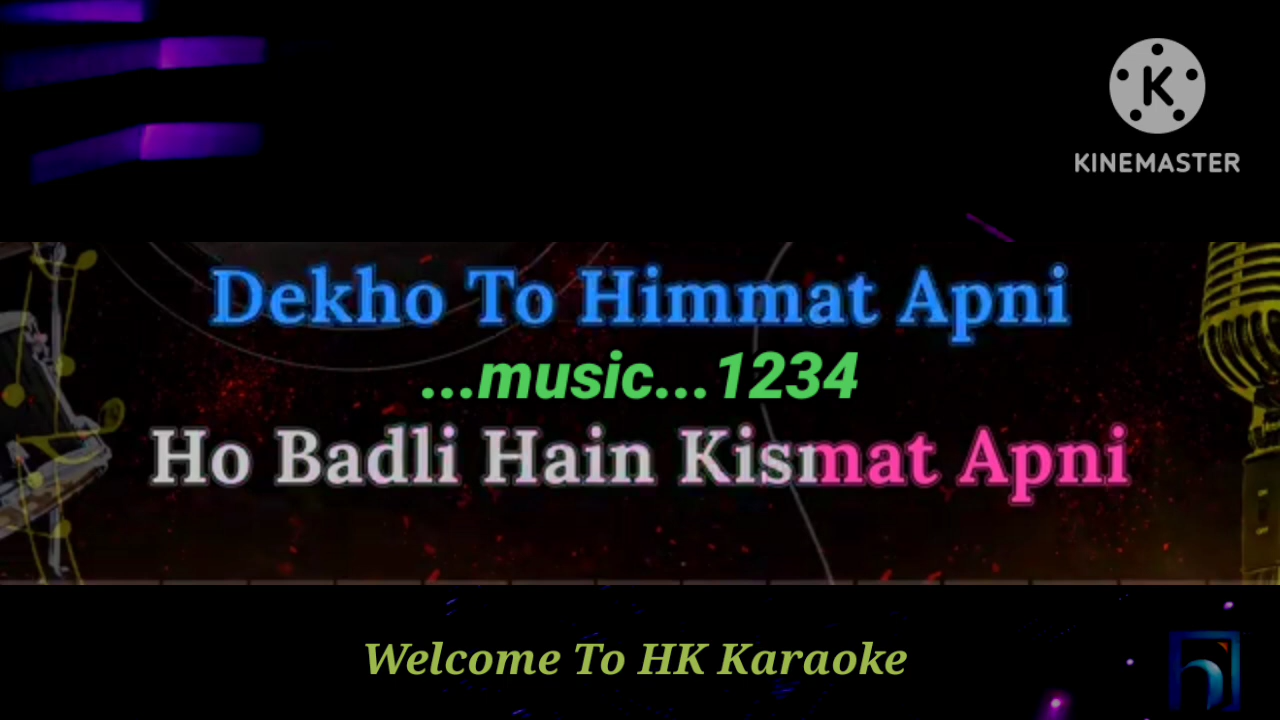 K
KINEMASTER
Dekho To Himmat Apni
...music...1234
Ho Badli Hain Kismat Apni
Welcome To HK Karaoke